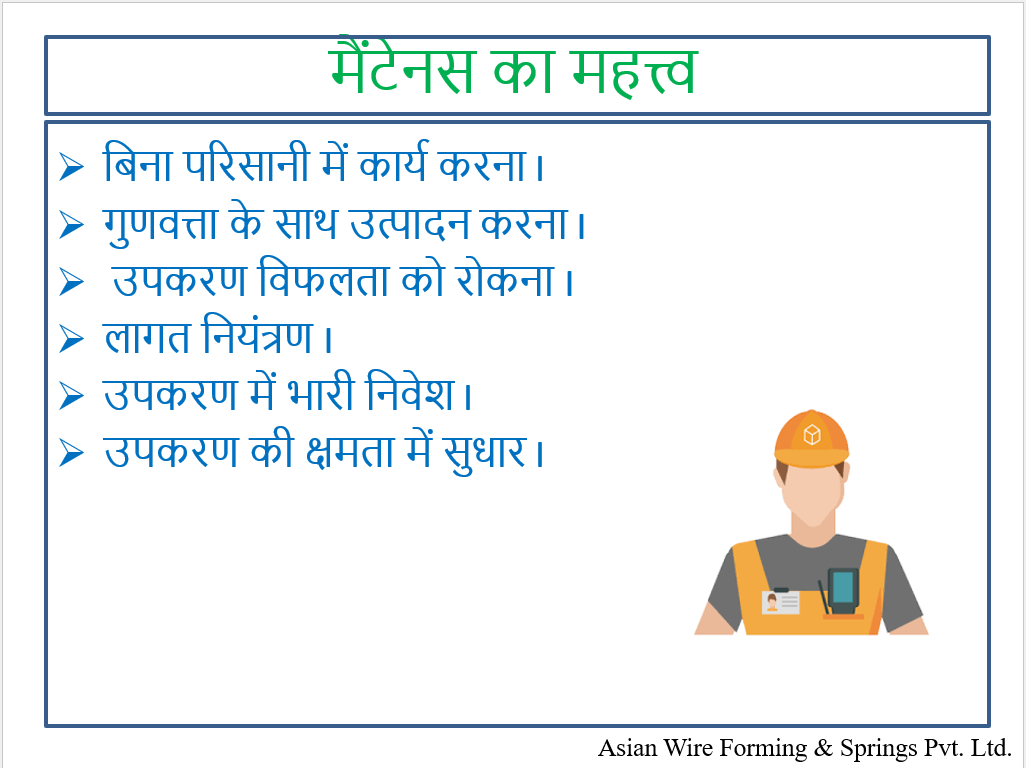 मैंटेनस का महत्त्व
बिना परिसानी में कार्य करना।
गुणवत्ता के साथ उत्पादन करना।
उपकरण विफलता को रोकना।
लागत नियंत्रण।
उपकरण में भारी निवेश।
उपकरण की क्षमता में सुधार।
Asian Wire Forming & Springs Pvt. Ltd.